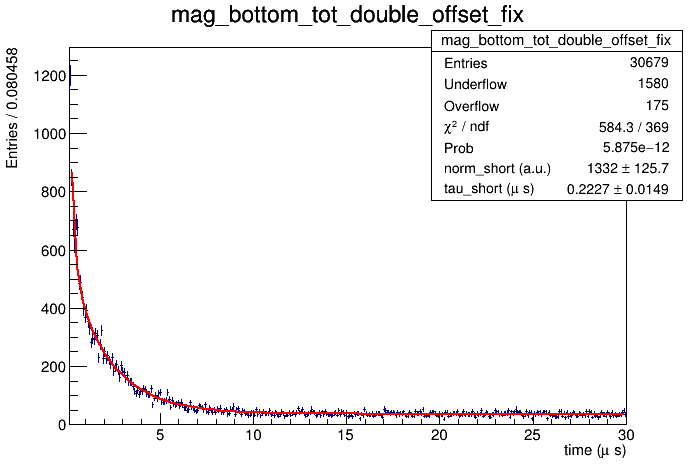 mag_bottom_tot_double_offset_fix
mag_bottom_tot_double_offset_fix
Entries 30679
Underflow 1580
Overflow 175
χ² / ndf 584.3 / 369
Prob 5.875e−12
norm_short (a.u.) 1332 ± 125.7
tau_short (μ s) 0.2227 ± 0.0149
Entries / 0.080458
1200
1000
800
600
400
200
0
5 10 15 20 25 30
time (μ s)